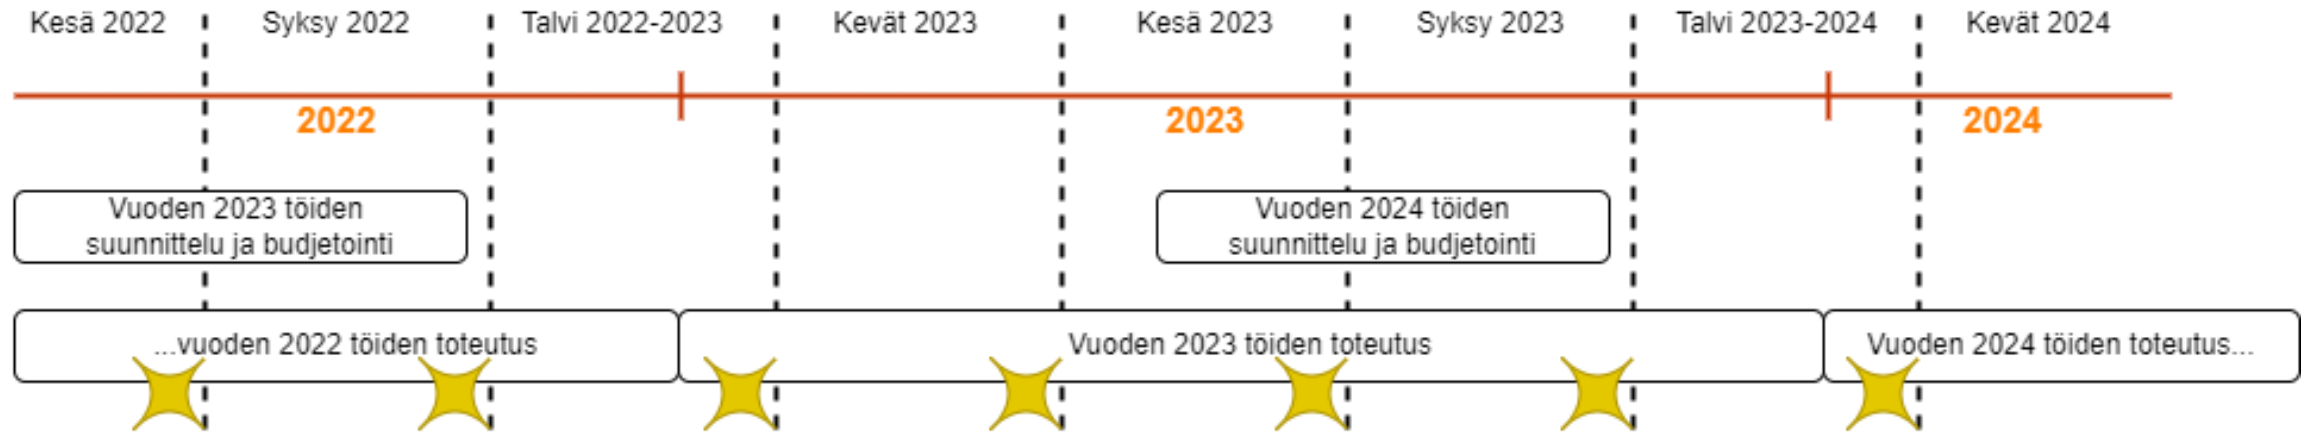 Kesä 2022
Syksy 2022
Talvi 2022-2023
Kevät 2023
Kesä 2023
Syksy 2023
Talvi 2023-2024
Kevät 2024
2022
2023
2024
Vuoden 2023 töiden
suunnittelu ja budjetointi
Vuoden 2024 töiden
suunnittelu ja budjetointi
...vuoden 2022 töiden toteutus
Vuoden 2023 töiden toteutus
Vuoden 2024 töiden toteutus...